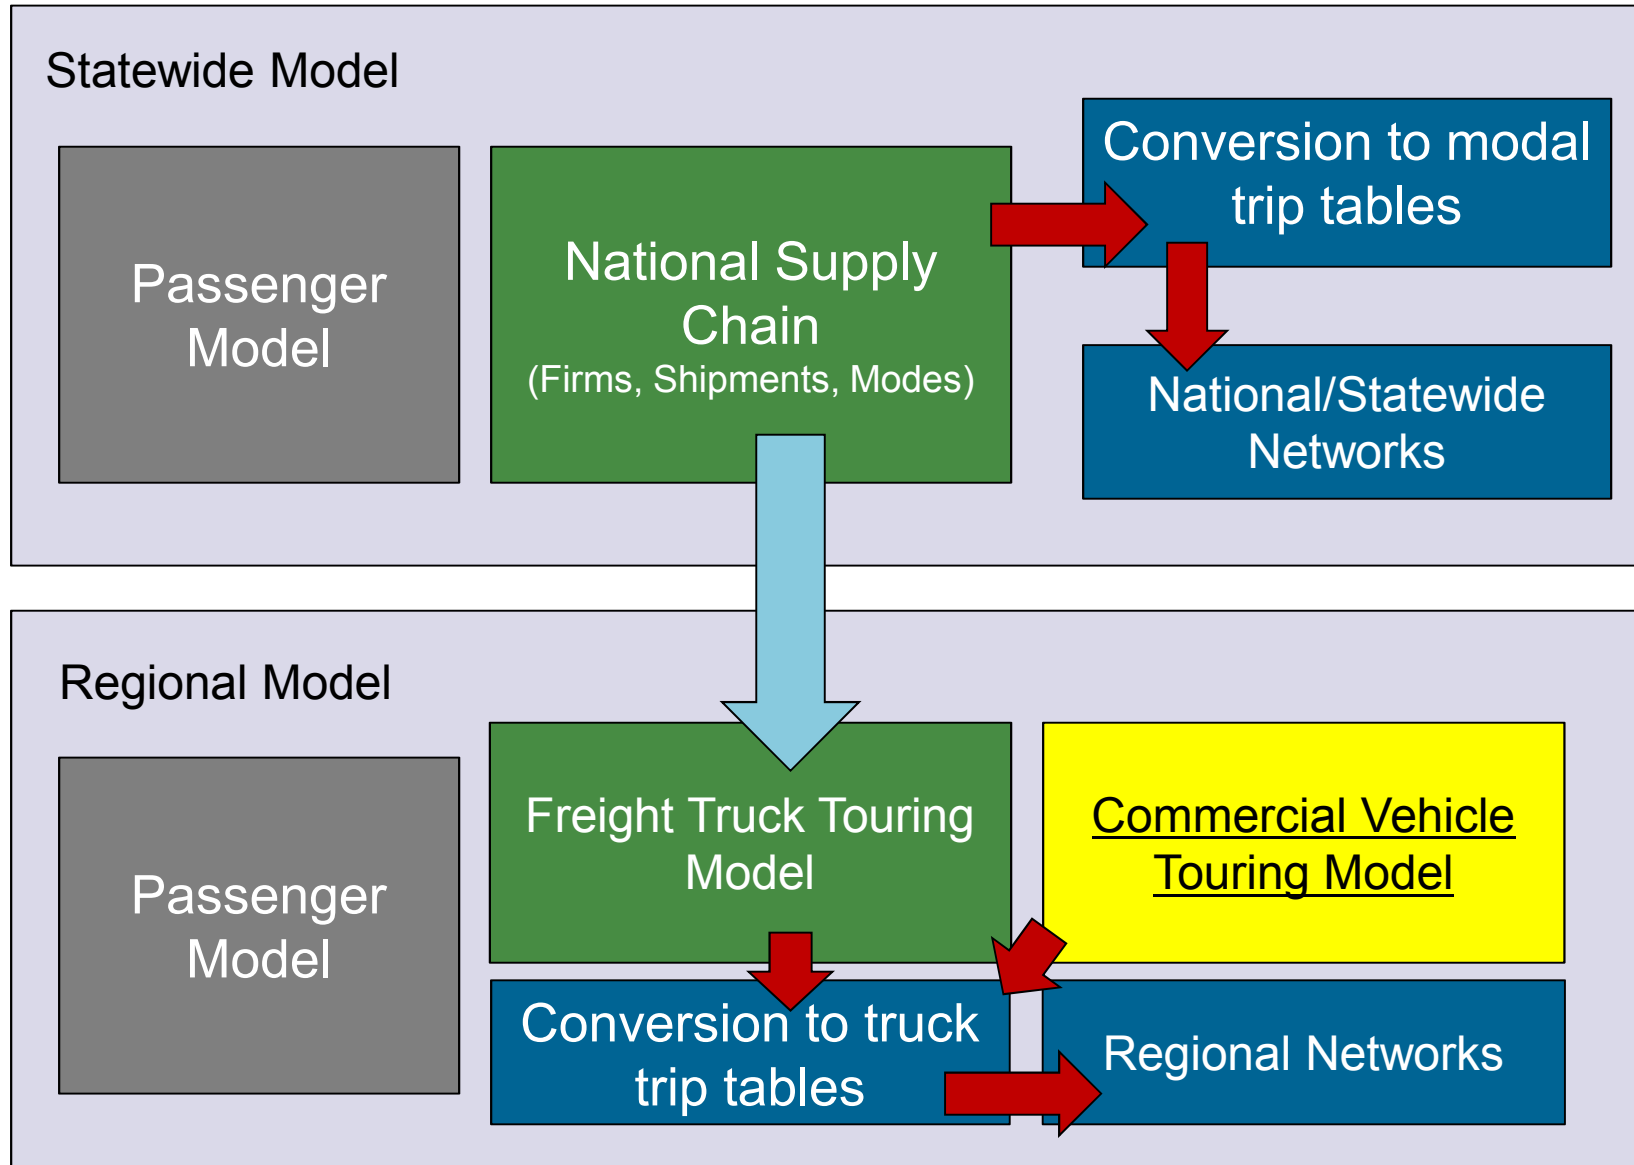 Statewide Model
Passenger
Model
National Supply
Chain
(Firms, Shipments, Modes)
Conversion to modal
trip tables
National/Statewide
Networks
Regional Model
Passenger
Model
Freight Truck Touring
Model
Commercial Vehicle
Touring Model
Conversion to truck
trip tables
Regional Networks